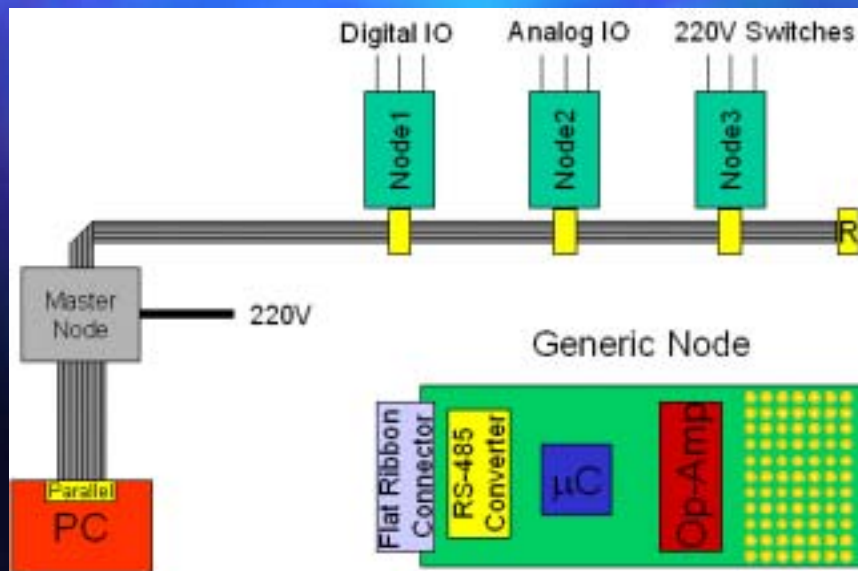 Digital IO
Analog IO
220V Switches
Node1
Node2
Node3
R
Master
Node
220V
Generic Node
Parallel
PC
Flat Ribbon
Connector
RS-485
Converter
μC
Op-Amp